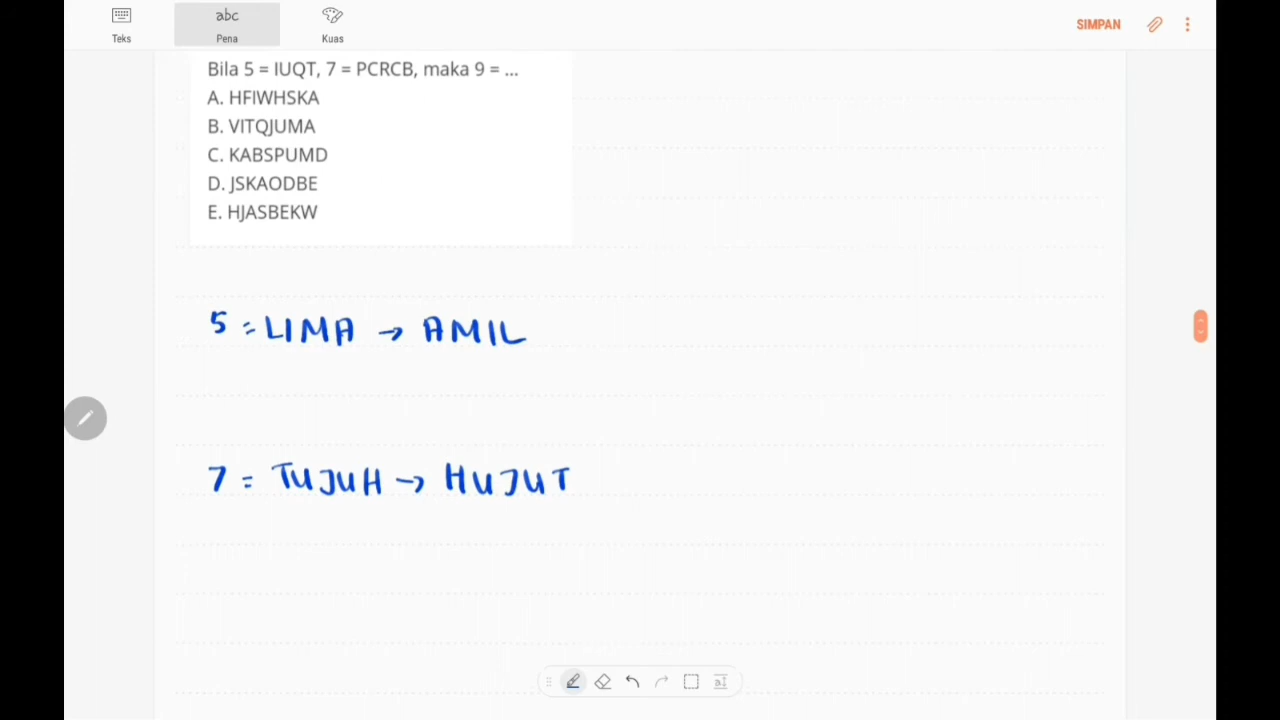 abc
SIMPAN
Teks
Pena
Kuas
Bila 5 = IUQT, 7 = PCRCB, maka 9 = ...
A. HFIWHSKA
B. VITQJUMA
C. KABSPUMD
D. JSKAODBE
E. HJASBEKW
5 = LIMA → AMIL
7 = TUJUH → HUJUT